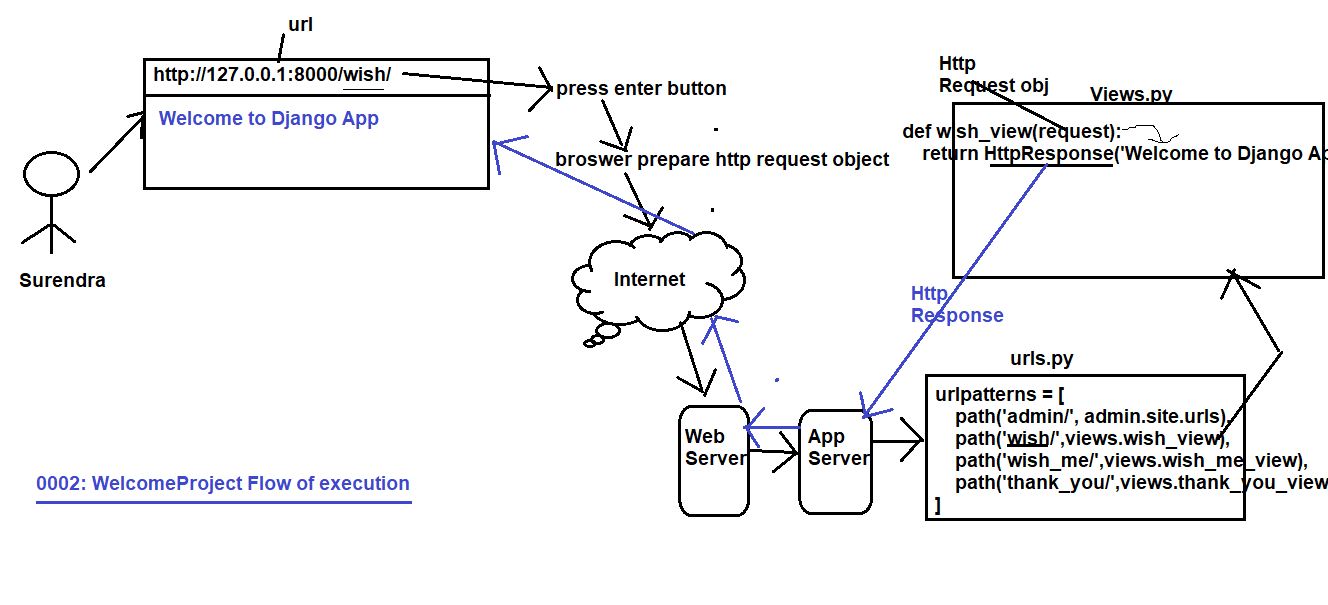 url
http://127.0.0.1:8000/wish/
Welcome to Django App
Surendra
press enter button
broswer prepare http request object
Internet
Web
Server
App
Server
urls.py
urlpatterns = [
path('admin/', admin.site.urls),
path('wish/',views.wish_view),
path('wish_me/',views.wish_me_view),
path('thank_you/',views.thank_you_view
]
Http
Request obj
Views.py
def wish_view(request):
return HttpResponse('Welcome to Django Ap
Http
Response
0002: WelcomeProject Flow of execution